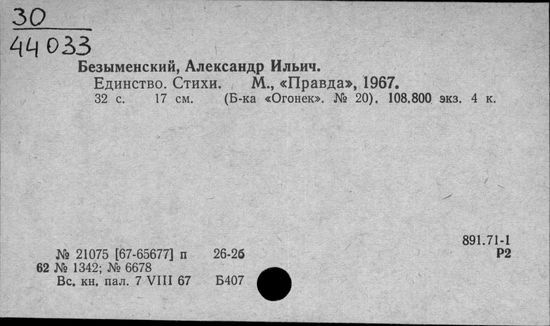 30
44033
Безыменский, Александр Ильич.
Единство. Стихи. М., «Правда», 1967.
32 с. 17 см. (Б-ка «Огонек». № 20). 108.800 экз. 4 к.
891.71-1
№ 21075 [67-65677] п 26-2б Р2
62 № 1342; № 6678
Вс. кн. пал. 7 VIII 67 Б407